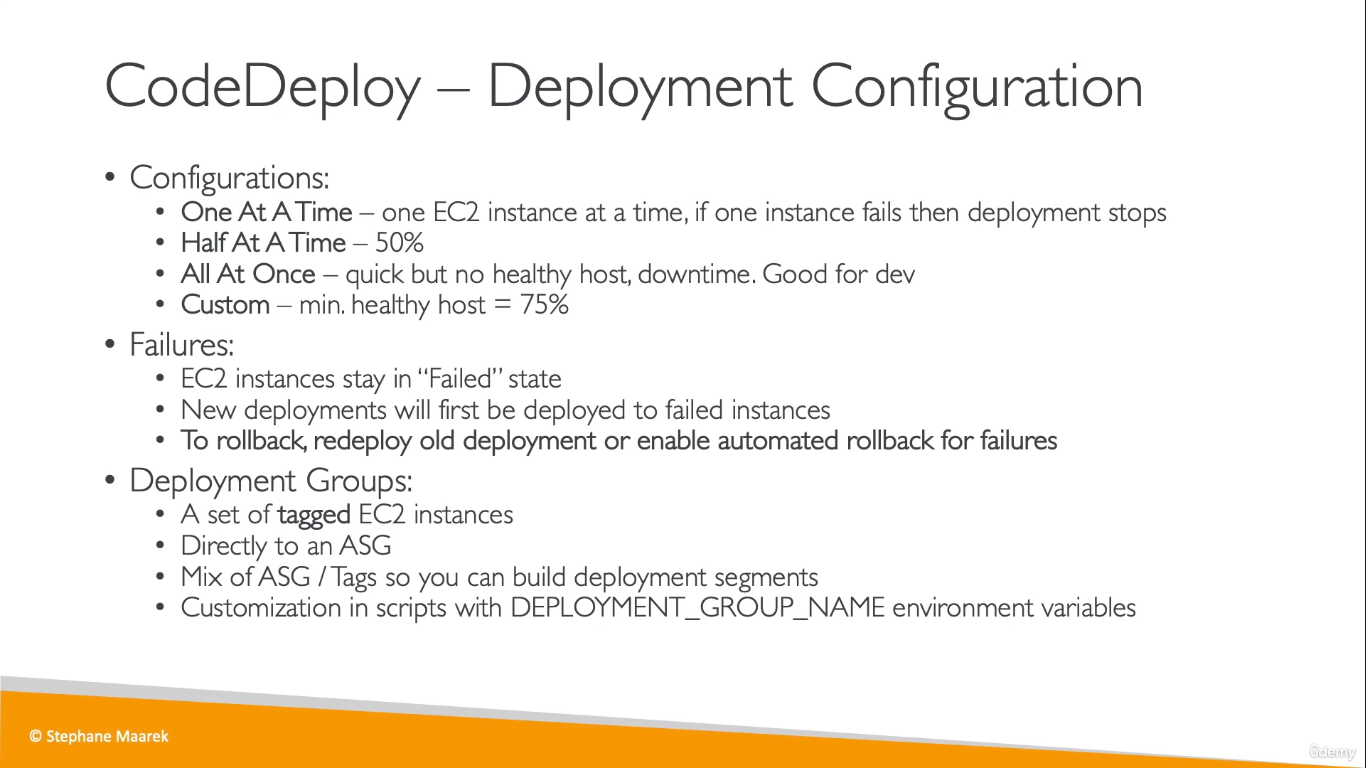 CodeDeploy – Deployment Configuration
• Configurations:
• One At A Time – one EC2 instance at a time, if one instance fails then deployment stops
• Half At A Time – 50%
• All At Once – quick but no healthy host, downtime. Good for dev
• Custom – min. healthy host = 75%
• Failures:
• EC2 instances stay in “Failed” state
• New deployments will first be deployed to failed instances
• To rollback, redeploy old deployment or enable automated rollback for failures
• Deployment Groups:
• A set of tagged EC2 instances
• Directly to an ASG
• Mix of ASG / Tags so you can build deployment segments
• Customization in scripts with DEPLOYMENT_GROUP_NAME environment variables
© Stephane Maarek
ûdemy